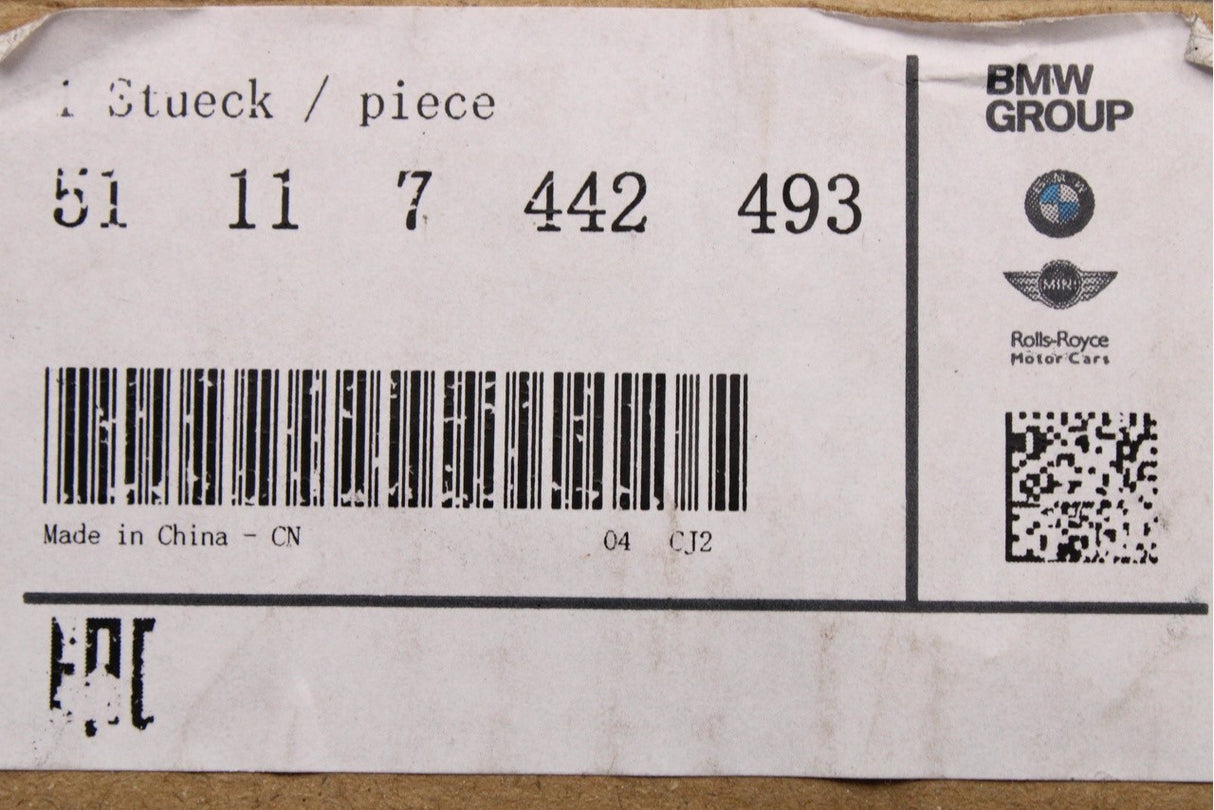 1 Stueck / piece
51 11 7 442 493
Made in China - CN
04 CJ2
EAC
BMW
GROUP
BMW
MINI
Rolls-Royce
Motor Cars